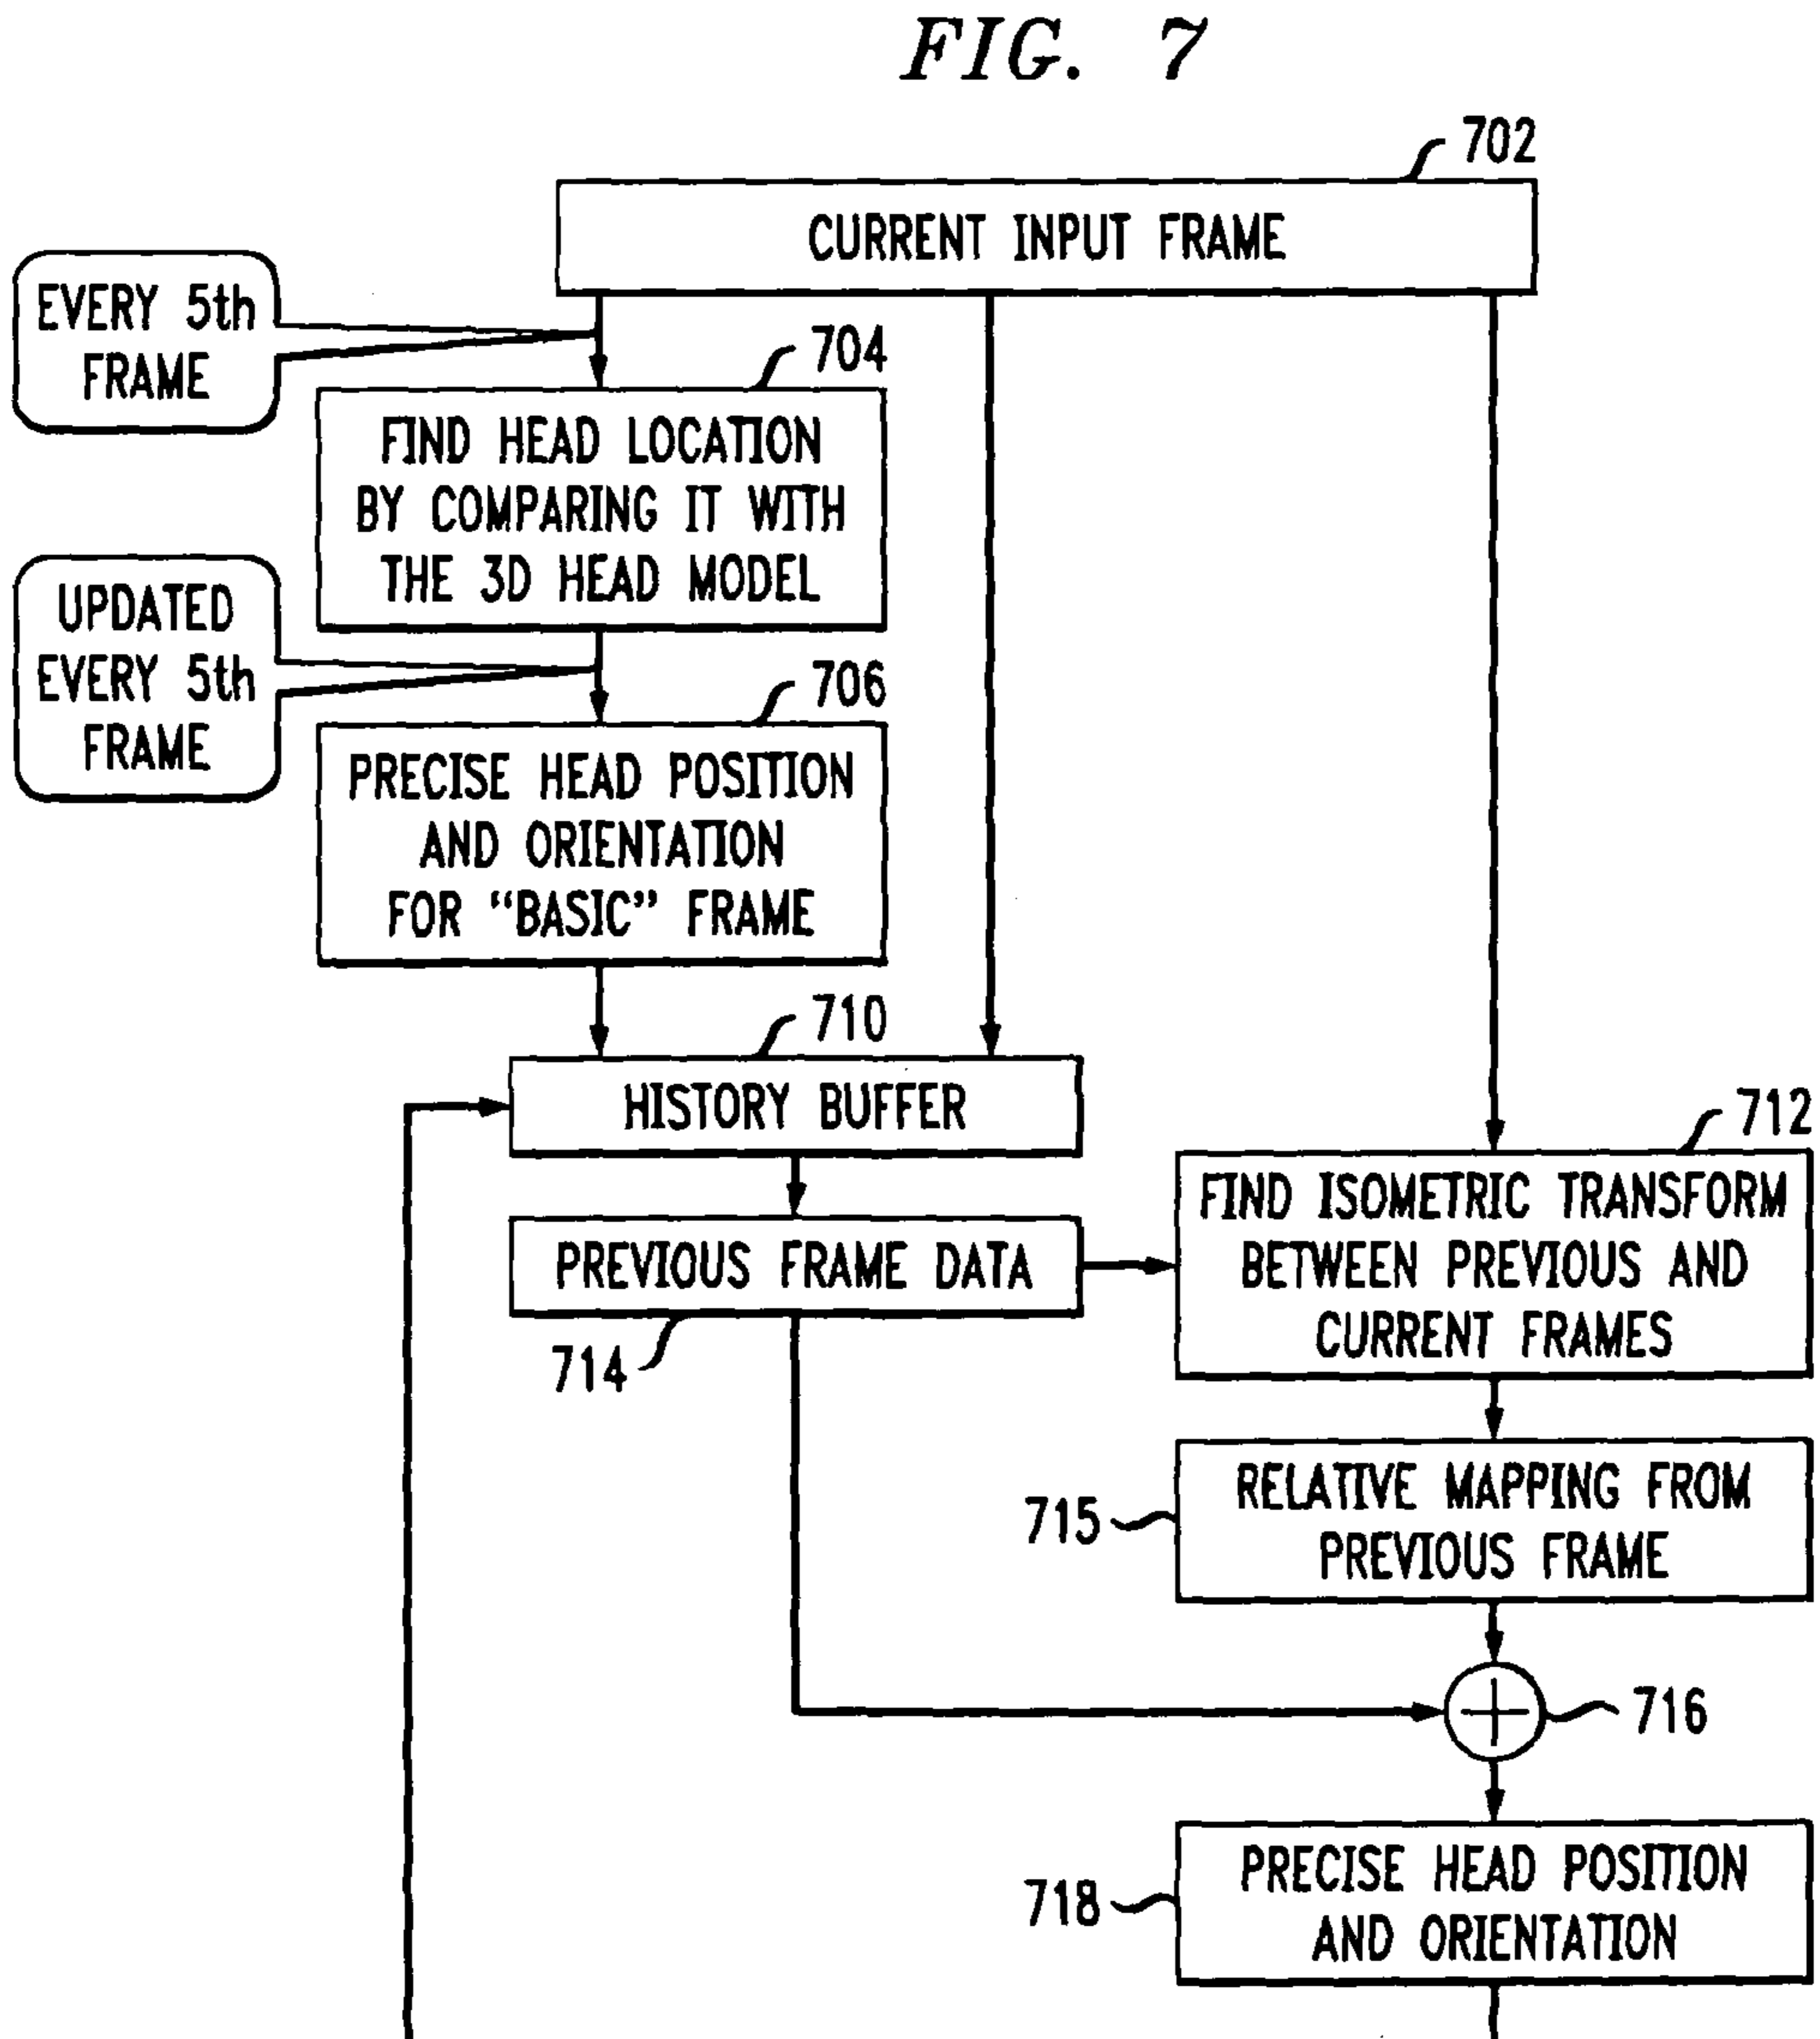 FIG. 7
702
CURRENT INPUT FRAME
EVERY 5th
FRAME
704
FIND HEAD LOCATION
BY COMPARING IT WITH
THE 3D HEAD MODEL
UPDATED
EVERY 5th
FRAME
706
PRECISE HEAD POSITION
AND ORIENTATION
FOR “BASIC” FRAME
710
HISTORY BUFFER
712
FIND ISOMETRIC TRANSFORM
BETWEEN PREVIOUS AND
CURRENT FRAMES
PREVIOUS FRAME DATA
714
715
RELATIVE MAPPING FROM
PREVIOUS FRAME
716
718
PRECISE HEAD POSITION
AND ORIENTATION